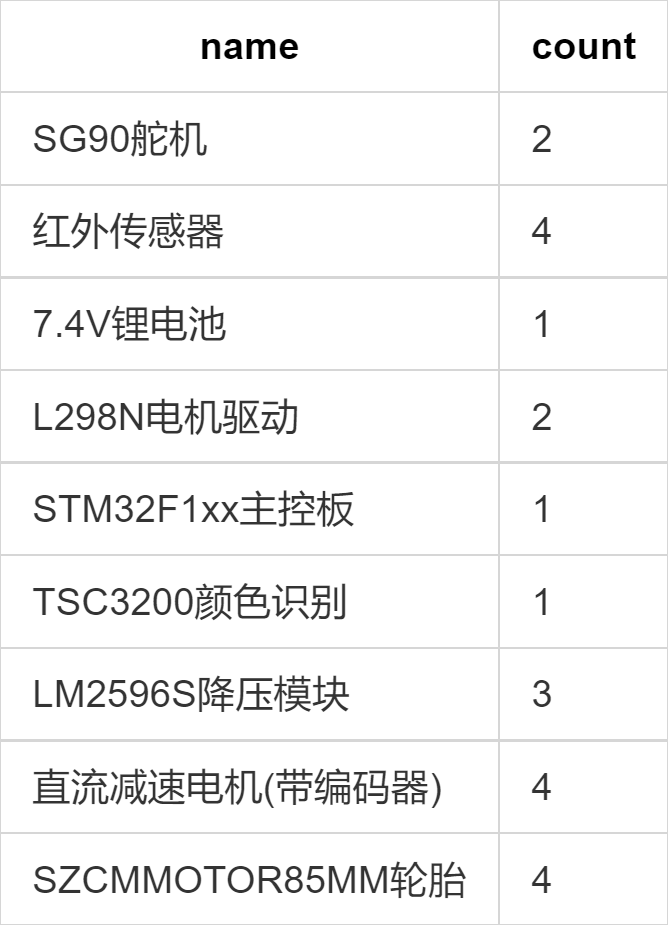 name count
SG90舵机 2
红外传感器 4
7.4V锂电池 1
L298N电机驱动 2
STM32F1xx主控板 1
TSC3200颜色识别 1
LM2596S降压模块 3
直流减速电机(带编码器) 4
SZCMMOTOR85MM轮胎 4